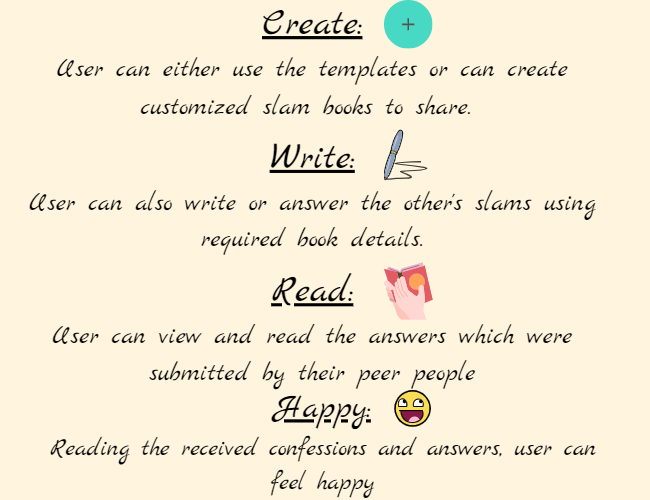 Create:
User can either use the templates or can create
customized slam books to share.
Write:
User can also write or answer the other's slams using
required book details.
Read:
User can view and read the answers which were
submitted by their peer people
Happy:
Reading the received confessions and answers, user can
feel happy